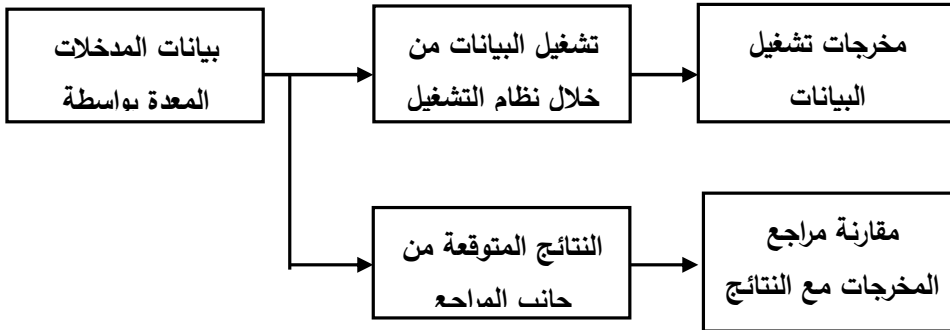 بيانات المدخلات
المعدة بواسطة
تشغيل البيانات من
خلال نظام التشغيل
مخرجات تشغيل
البيانات
النتائج المتوقعة من
جانب المراجع
مقارنة مراجع
المخرجات مع النتائج